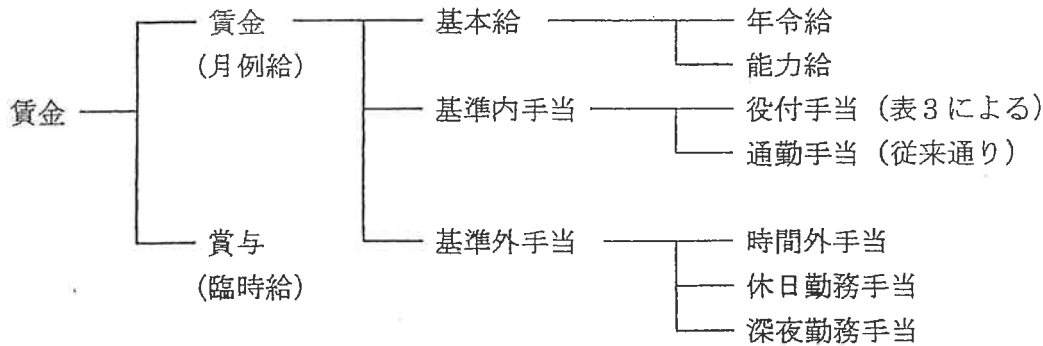 賃金 基本給 年令給
(月例給) 能力給
賃金 基準内手当 役付手当（表3による）
通勤手当（従来通り）
賞与 基準外手当 時間外手当
(臨時給) 休日勤務手当
深夜勤務手当